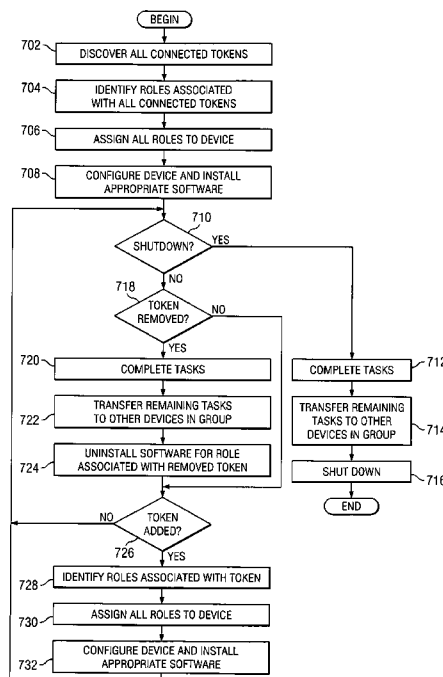 BEGIN
702
DISCOVER ALL CONNECTED TOKENS
704
IDENTIFY ROLES ASSOCIATED
WITH ALL CONNECTED TOKENS
706
ASSIGN ALL ROLES TO DEVICE
708
CONFIGURE DEVICE AND INSTALL
APPROPRIATE SOFTWARE
710
SHUTDOWN?
YES
NO
718
TOKEN
REMOVED?
NO
YES
720
COMPLETE TASKS
722
TRANSFER REMAINING TASKS
TO OTHER DEVICES IN GROUP
724
UNINSTALL SOFTWARE FOR ROLE
ASSOCIATED WITH REMOVED TOKEN
COMPLETE TASKS
712
TRANSFER REMAINING
TASKS TO OTHER
DEVICES IN GROUP
714
SHUT DOWN
716
END
NO
TOKEN
ADDED?
726
YES
728
IDENTIFY ROLES ASSOCIATED WITH TOKEN
730
ASSIGN ALL ROLES TO DEVICE
732
CONFIGURE DEVICE AND INSTALL
APPROPRIATE SOFTWARE